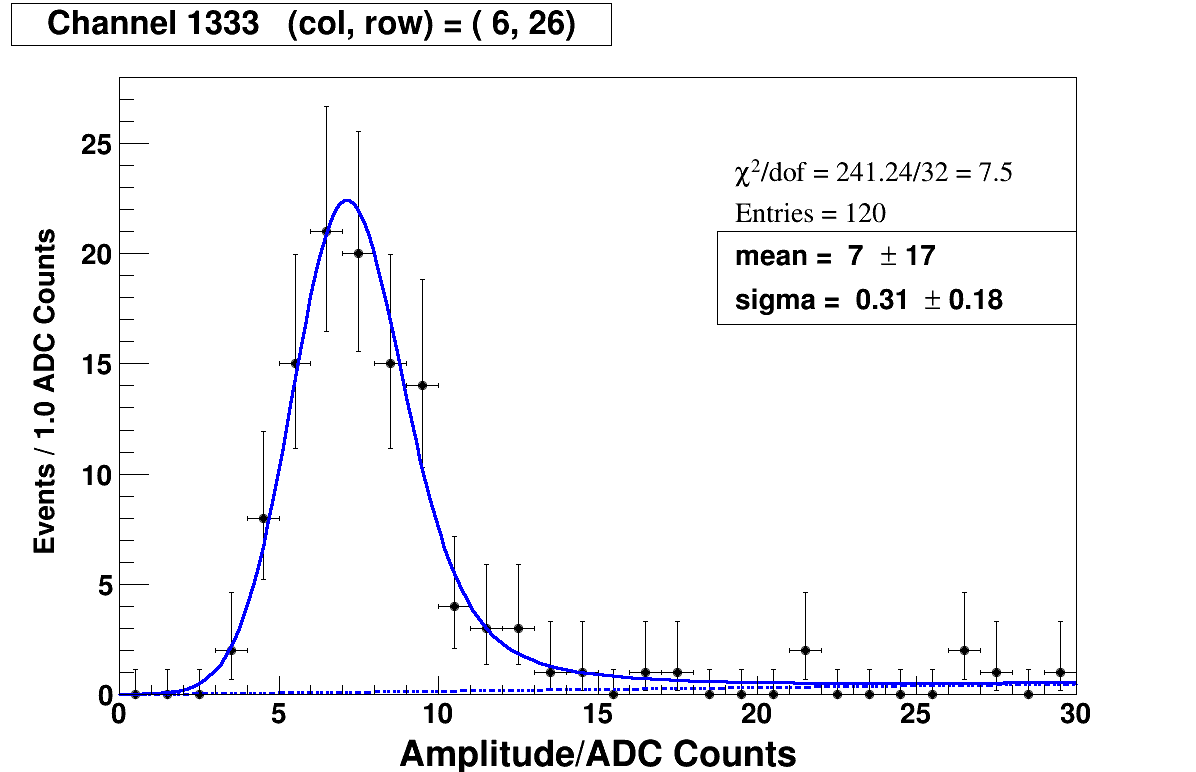 Channel 1333 (col, row) = ( 6, 26)
χ²/dof = 241.24/32 = 7.5
Entries = 120
mean = 7 ± 17
sigma = 0.31 ± 0.18
Events / 1.0 ADC Counts
25
20
15
10
5
0
0 5 10 15 20 25 30
Amplitude/ADC Counts